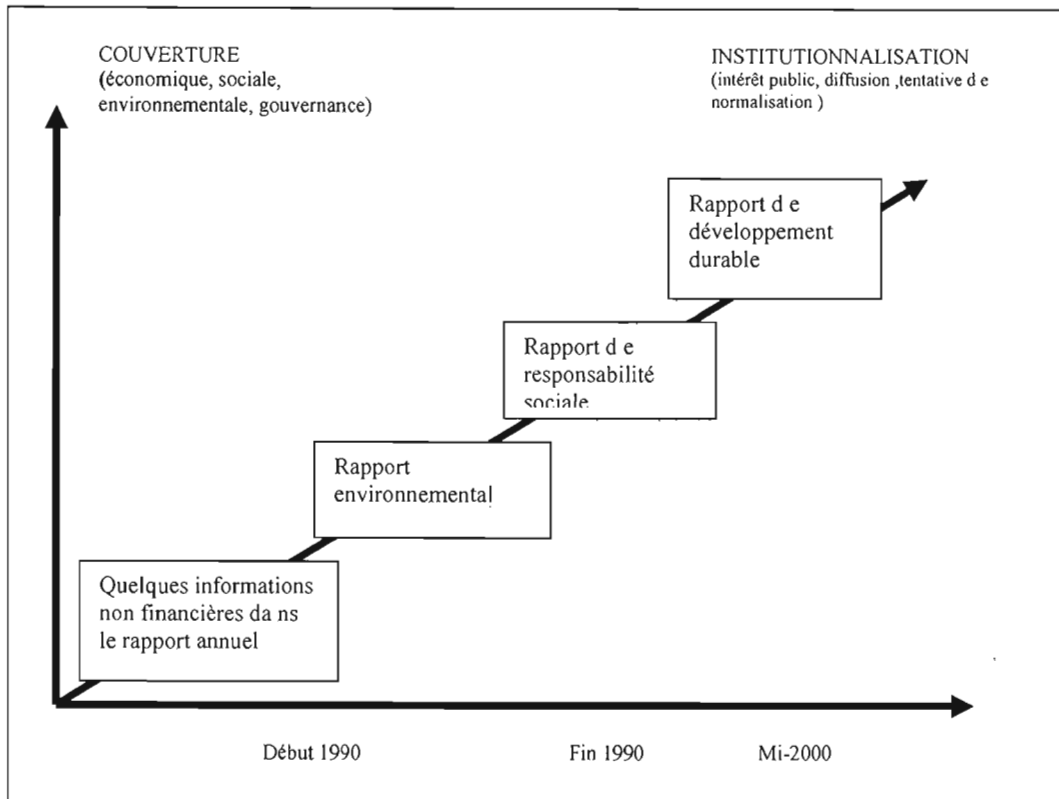 COUVERTURE
(économique, sociale,
environnementale, gouvernance)
INSTITUTIONNALISATION
(intérêt public, diffusion ,tentative d e
normalisation )
Rapport d e
développement
durable
Rapport d e
responsabilité
sociale
Rapport
environnemental
Quelques informations
non financières da ns
le rapport annuel
Début 1990
Fin 1990
Mi-2000